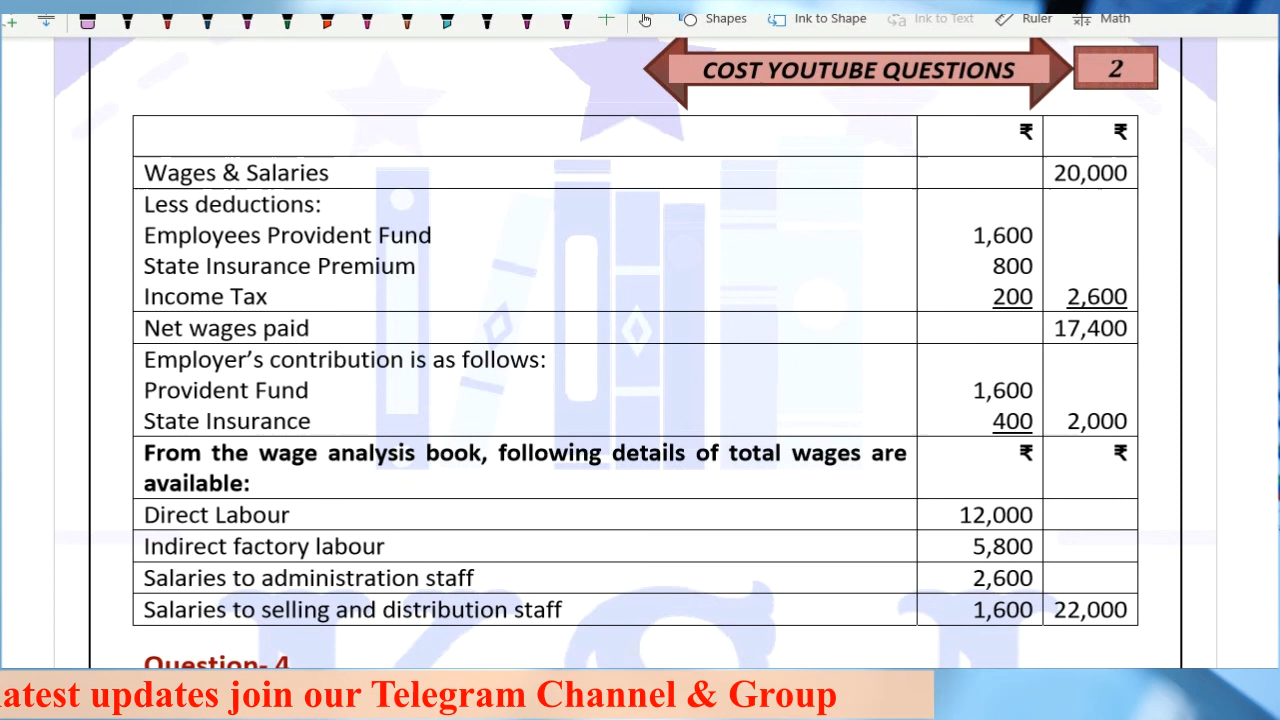 Shapes Ink to Shape Ink to Text Ruler Math
COST YOUTUBE QUESTIONS 2
₹ ₹
Wages & Salaries 20,000
Less deductions:
Employees Provident Fund 1,600
State Insurance Premium 800
Income Tax 200 2,600
Net wages paid 17,400
Employer’s contribution is as follows:
Provident Fund 1,600
State Insurance 400 2,000
From the wage analysis book, following details of total wages are ₹ ₹
available:
Direct Labour 12,000
Indirect factory labour 5,800
Salaries to administration staff 2,600
Salaries to selling and distribution staff 1,600 22,000
Question- 4
latest updates join our Telegram Channel & Group